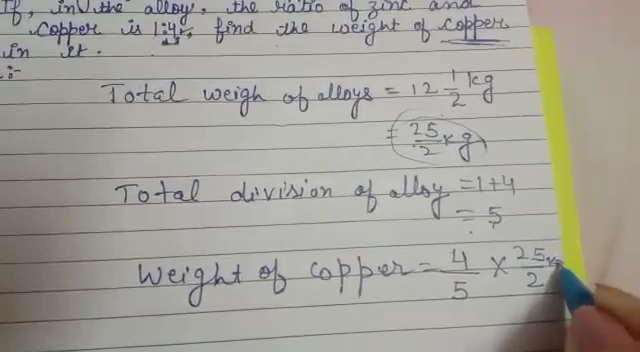 If, in the alloy, the ratio of zinc and
copper is 1:4, find the weight of copper
in it.
:-
Total weigh of alloys = 12 1/2 kg
= 25/2 kg
Total division of alloy = 1+4
= 5
Weight of copper = 4/5 × 25/2 k